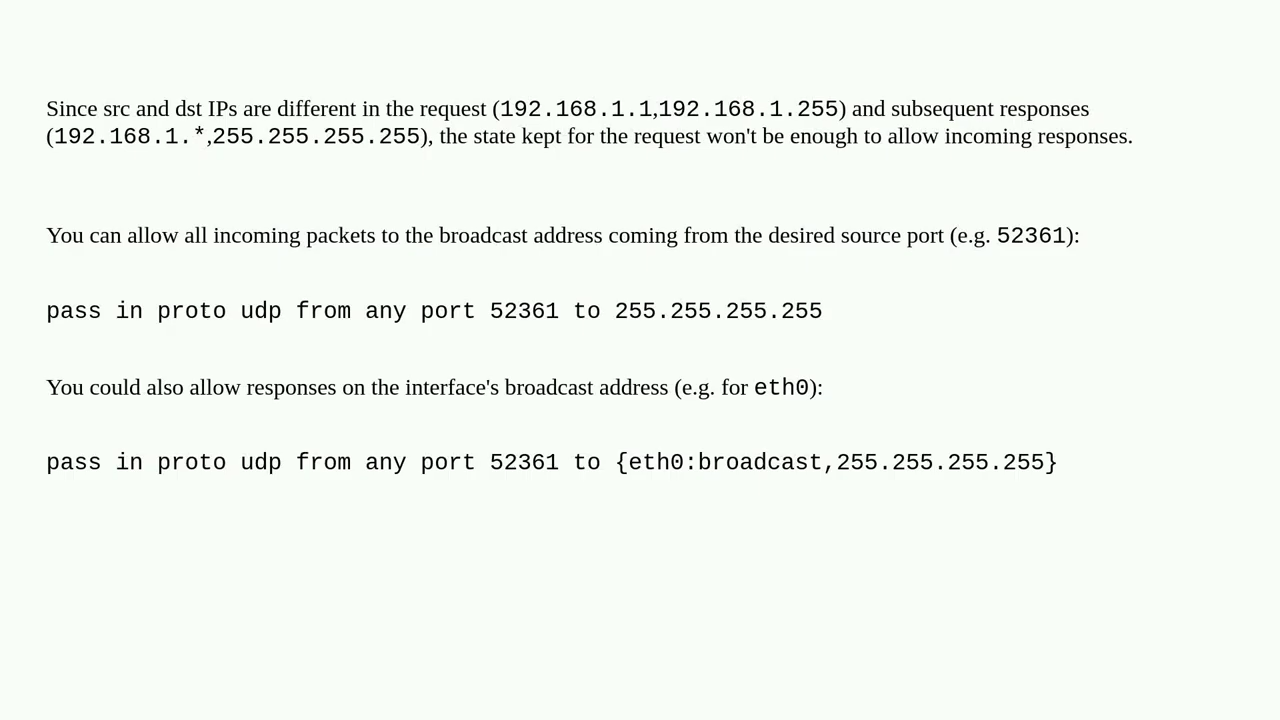 Since src and dst IPs are different in the request (192.168.1.1,192.168.1.255) and subsequent responses
(192.168.1.*,255.255.255.255), the state kept for the request won't be enough to allow incoming responses.
You can allow all incoming packets to the broadcast address coming from the desired source port (e.g. 52361):
pass in proto udp from any port 52361 to 255.255.255.255
You could also allow responses on the interface's broadcast address (e.g. for eth0):
pass in proto udp from any port 52361 to {eth0:broadcast,255.255.255.255}